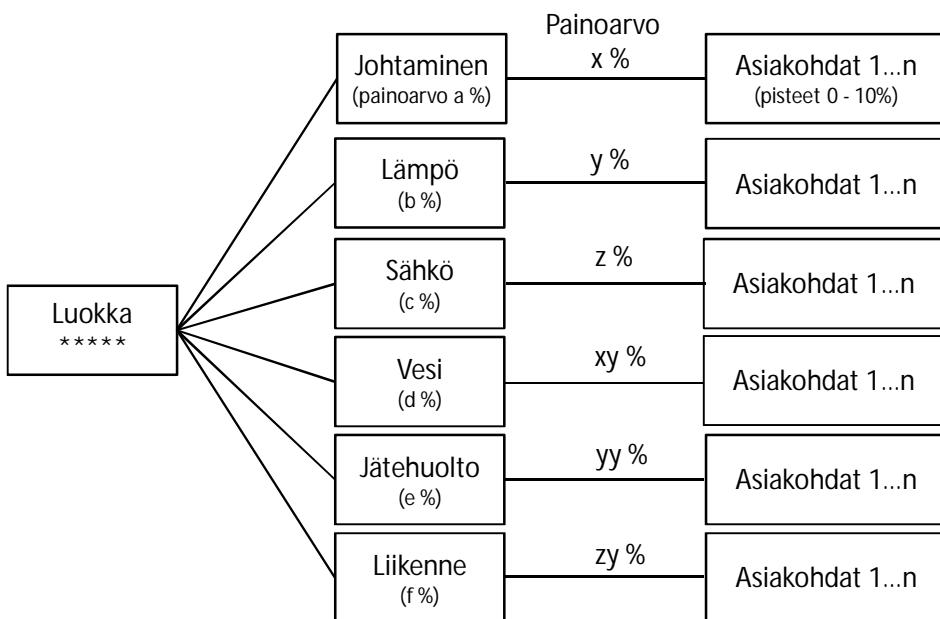 Painoarvo
Johtaminen
(painoarvo a %)
x %
Asiakohdat 1...n
(pisteet 0 - 10%)
Lämpö
(b %)
y %
Asiakohdat 1...n
Sähkö
(c %)
z %
Asiakohdat 1...n
Luokka
*****
Vesi
(d %)
xy %
Asiakohdat 1...n
Jätehuolto
(e %)
yy %
Asiakohdat 1...n
Liikenne
(f %)
zy %
Asiakohdat 1...n